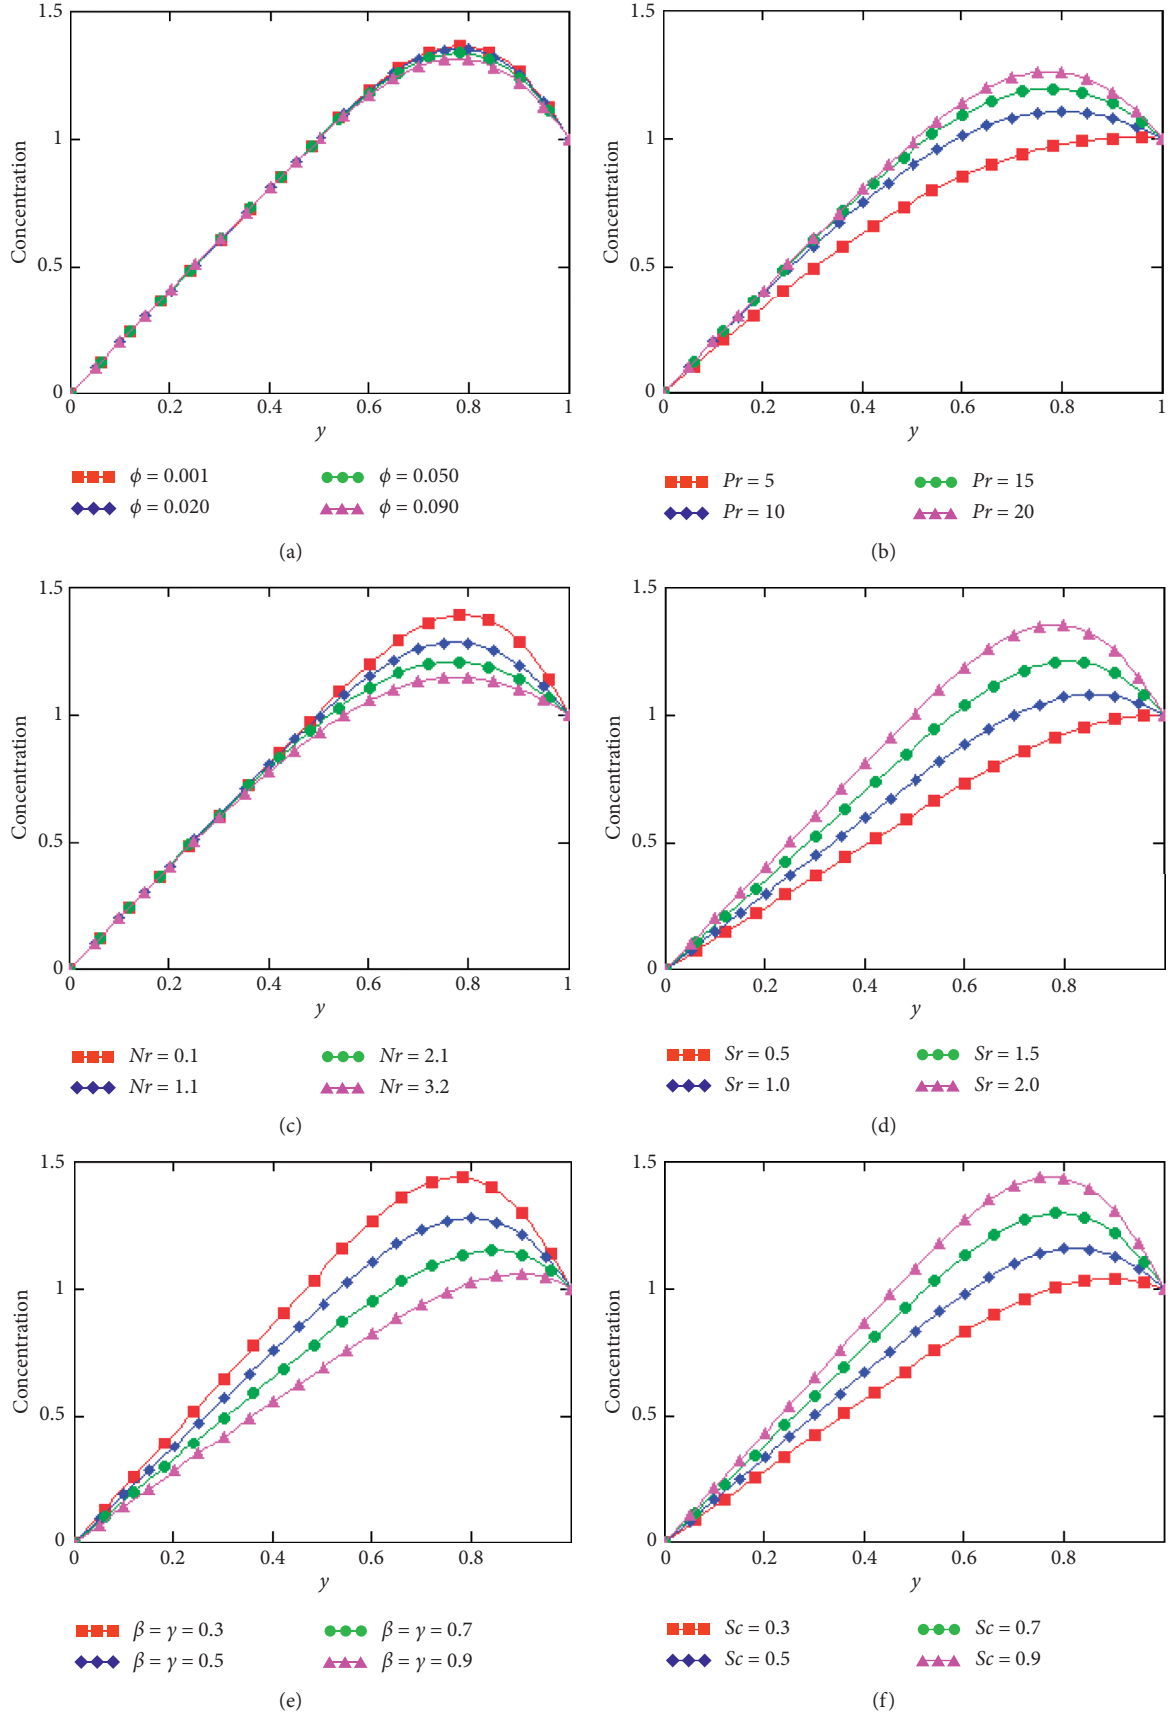 1.5
1
0.5
0
Concentration
0 0.2 0.4 0.6 0.8 1
y
ϕ = 0.001
ϕ = 0.050
ϕ = 0.020
ϕ = 0.090
(a)
1.5
1
0.5
0
Concentration
0 0.2 0.4 0.6 0.8 1
y
Pr = 5
Pr = 15
Pr = 10
Pr = 20
(b)
1.5
1
0.5
0
Concentration
0 0.2 0.4 0.6 0.8 1
y
Nr = 0.1
Nr = 2.1
Nr = 1.1
Nr = 3.2
(c)
1.5
1
0.5
0
Concentration
0 0.2 0.4 0.6 0.8
y
Sr = 0.5
Sr = 1.5
Sr = 1.0
Sr = 2.0
(d)
1.5
1
0.5
0
Concentration
0 0.2 0.4 0.6 0.8
y
β = γ = 0.3
β = γ = 0.7
β = γ = 0.5
β = γ = 0.9
(e)
1.5
1
0.5
0
Concentration
0 0.2 0.4 0.6 0.8
y
Sc = 0.3
Sc = 0.7
Sc = 0.5
Sc = 0.9
(f)